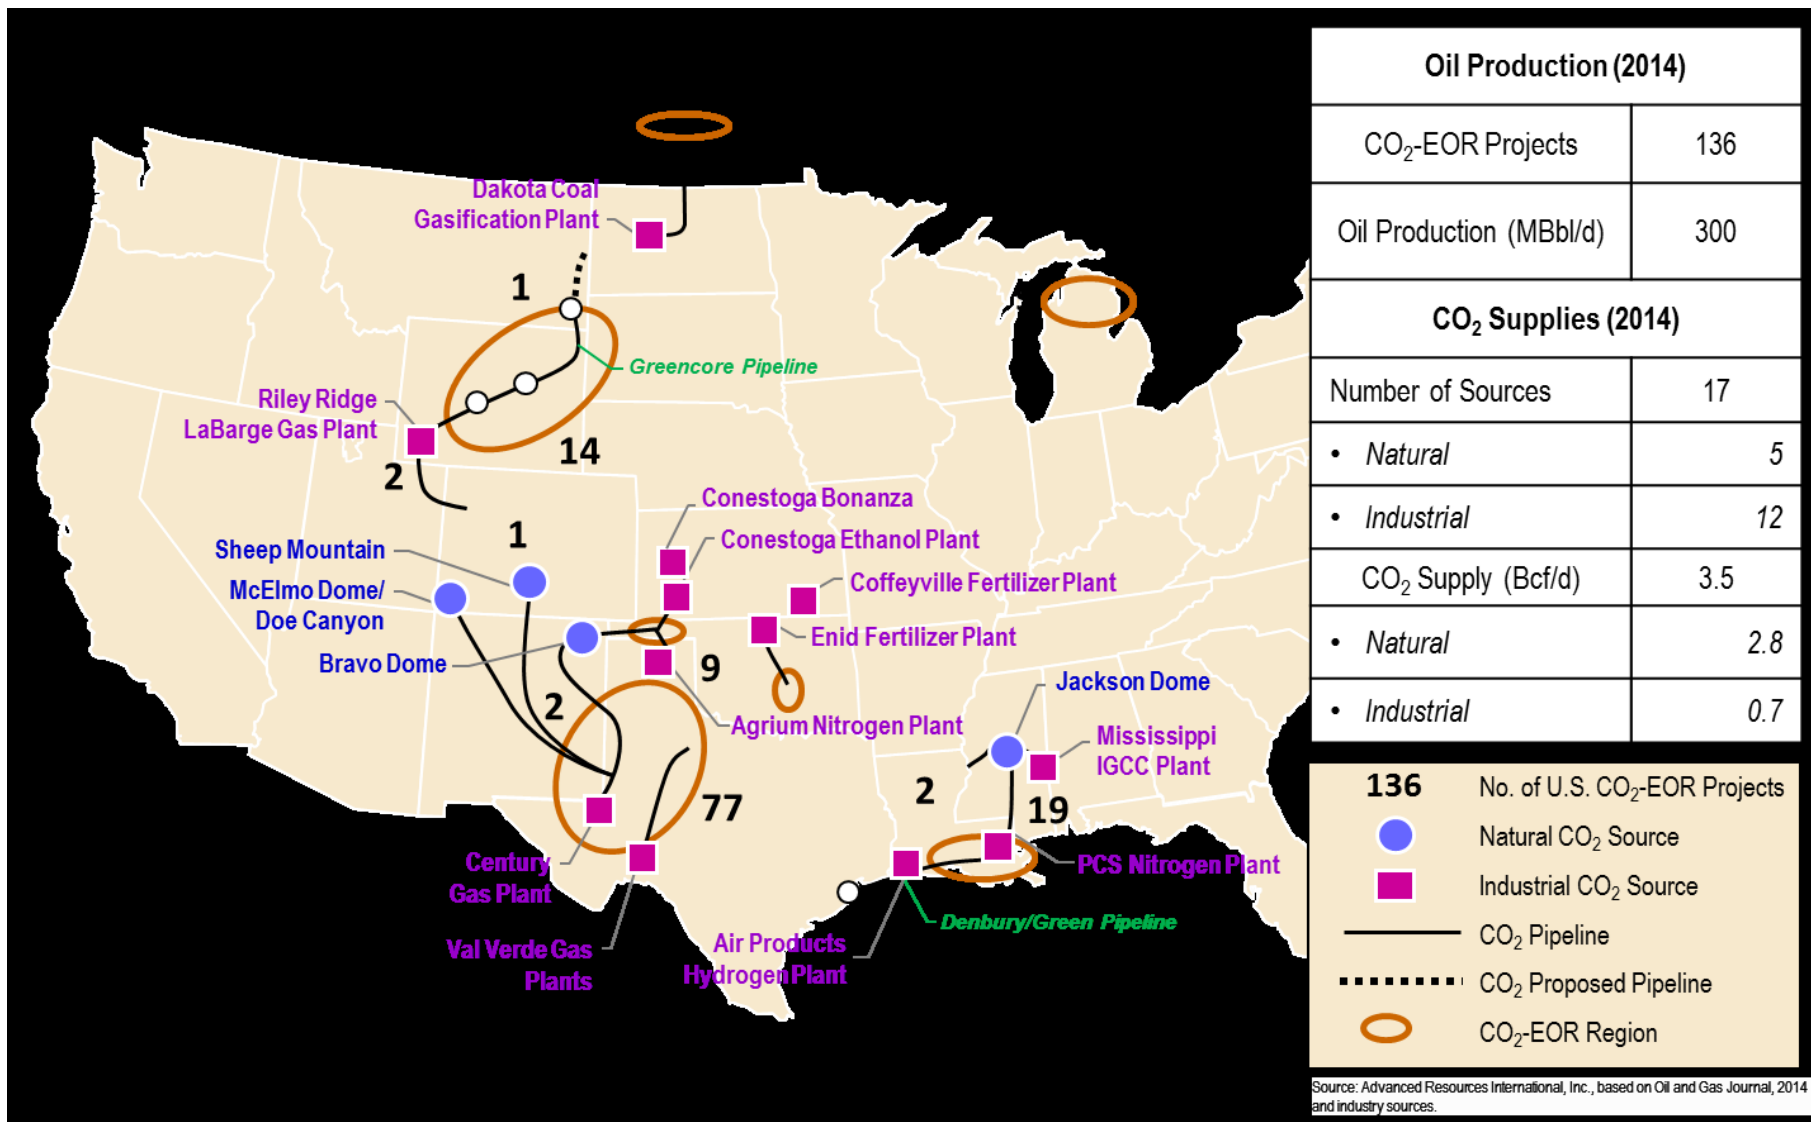 Dakota Coal
Gasification Plant
1
Greencore Pipeline
Riley Ridge
LaBarge Gas Plant
14
2
Conestoga Bonanza
1
Conestoga Ethanol Plant
Sheep Mountain
McElmo Dome/
Doe Canyon
Coffeyville Fertilizer Plant
Enid Fertilizer Plant
Bravo Dome
9
Jackson Dome
2
Agrium Nitrogen Plant
Mississippi
IGCC Plant
2
77
19
Century
Gas Plant
PCS Nitrogen Plant
Denbury/Green Pipeline
Val Verde Gas
Plants
Air Products
Hydrogen Plant
Oil Production (2014)
CO₂-EOR Projects 136
Oil Production (MBbl/d) 300
CO₂ Supplies (2014)
Number of Sources 17
• Natural 5
• Industrial 12
CO₂ Supply (Bcf/d) 3.5
• Natural 2.8
• Industrial 0.7
136 No. of U.S. CO₂-EOR Projects
Natural CO₂ Source
Industrial CO₂ Source
CO₂ Pipeline
CO₂ Proposed Pipeline
CO₂-EOR Region
Source: Advanced Resources International, Inc., based on Oil and Gas Journal, 2014
and industry sources.